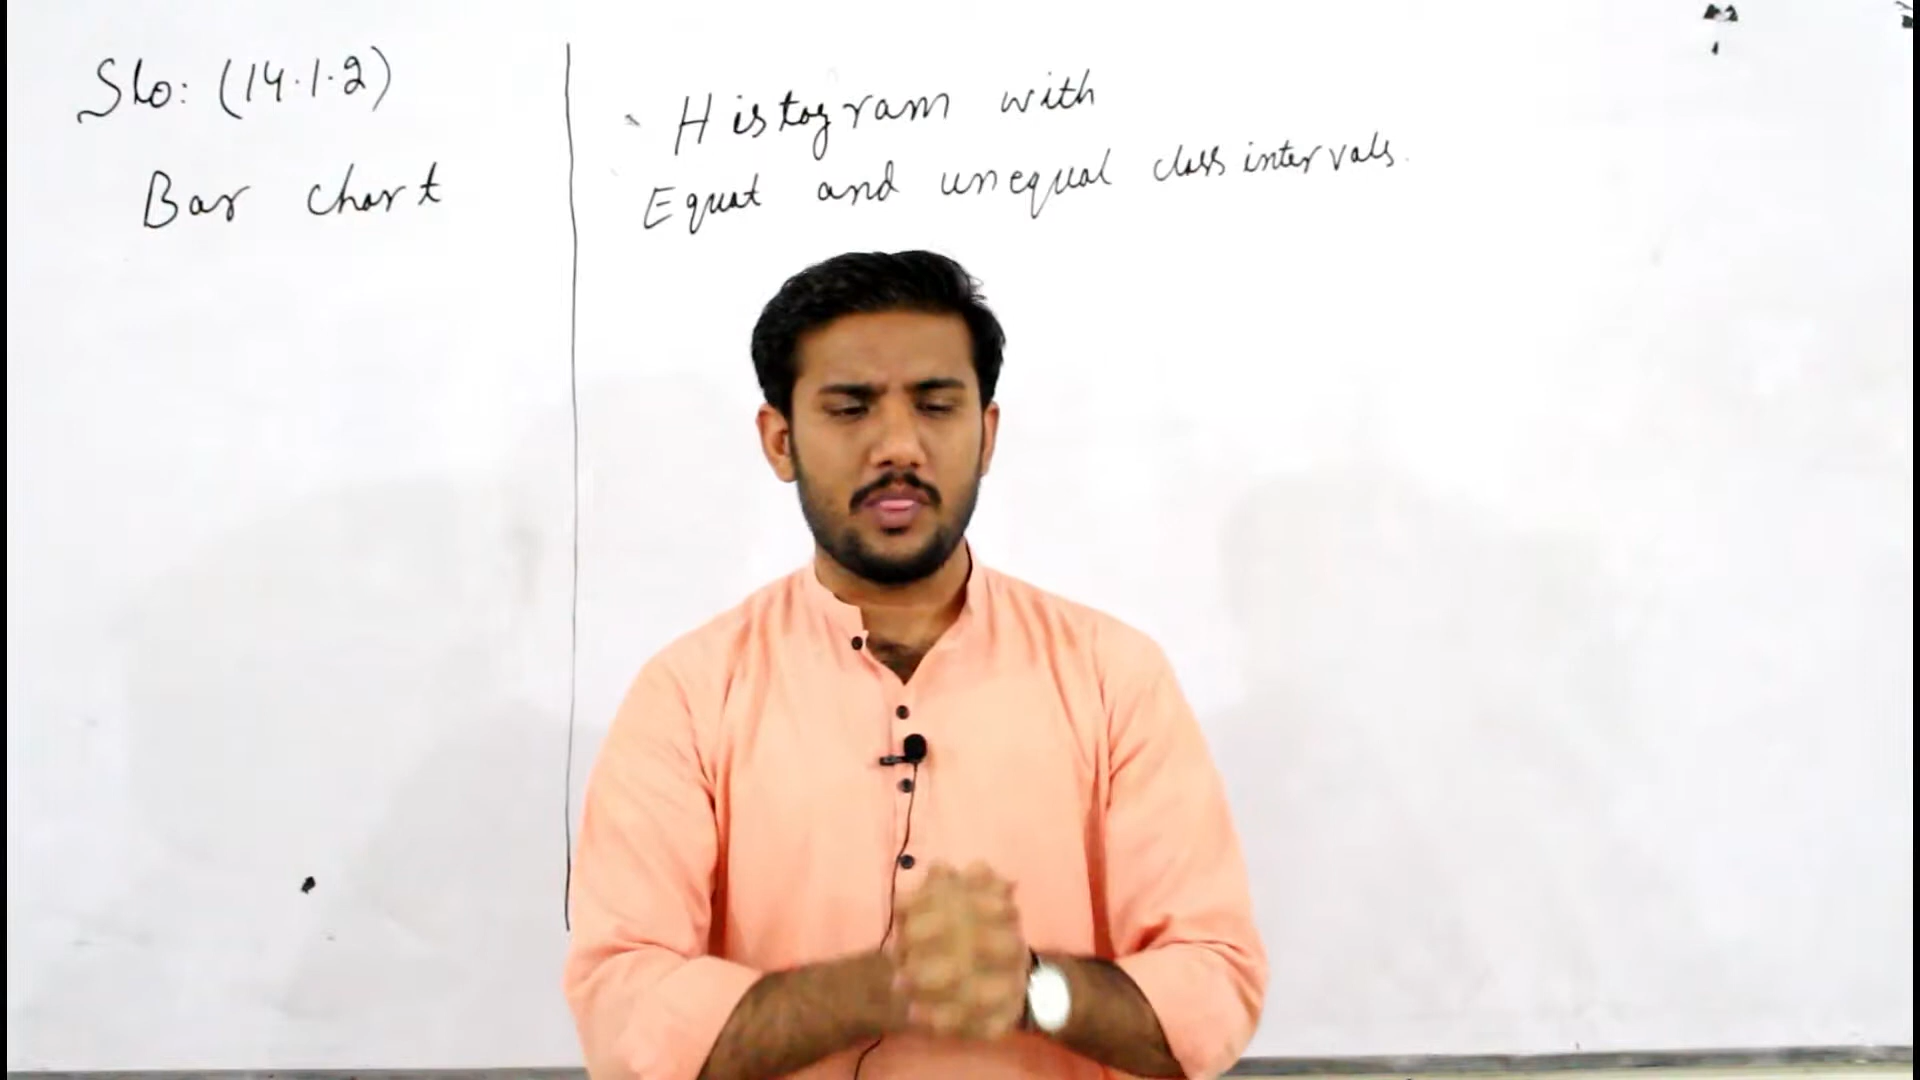 Slo: (14.1.2)
Bar chart
Histogram with
Equal and unequal class intervals.